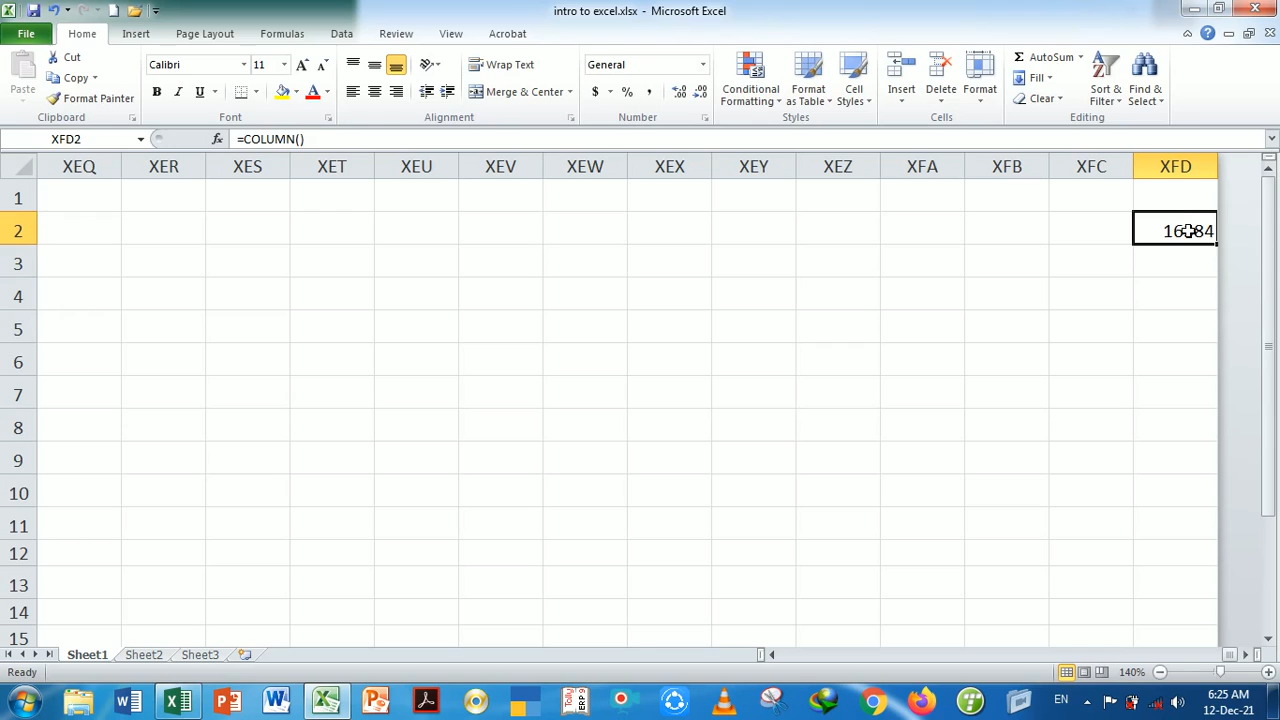 intro to excel.xlsx - Microsoft Excel
File Home Insert Page Layout Formulas Data Review View Acrobat
Paste
Cut
Copy
Format Painter
Clipboard
Calibri 11
B I U
Font
Wrap Text
Merge & Center
Alignment
General
$ % ,
Number
Conditional Formatting
Format as Table
Cell Styles
Styles
Insert Delete Format
Cells
AutoSum
Fill
Clear
Sort & Filter
Find & Select
Editing
XFD2 fx =COLUMN()
XEQ XER XES XET XEU XEV XEW XEX XEY XEZ XFA XFB XFC XFD
1
2
3
4
5
6
7
8
9
10
11
12
13
14
15
Sheet1 Sheet2 Sheet3
Ready 140%
EN 6:25 AM
12-Dec-21